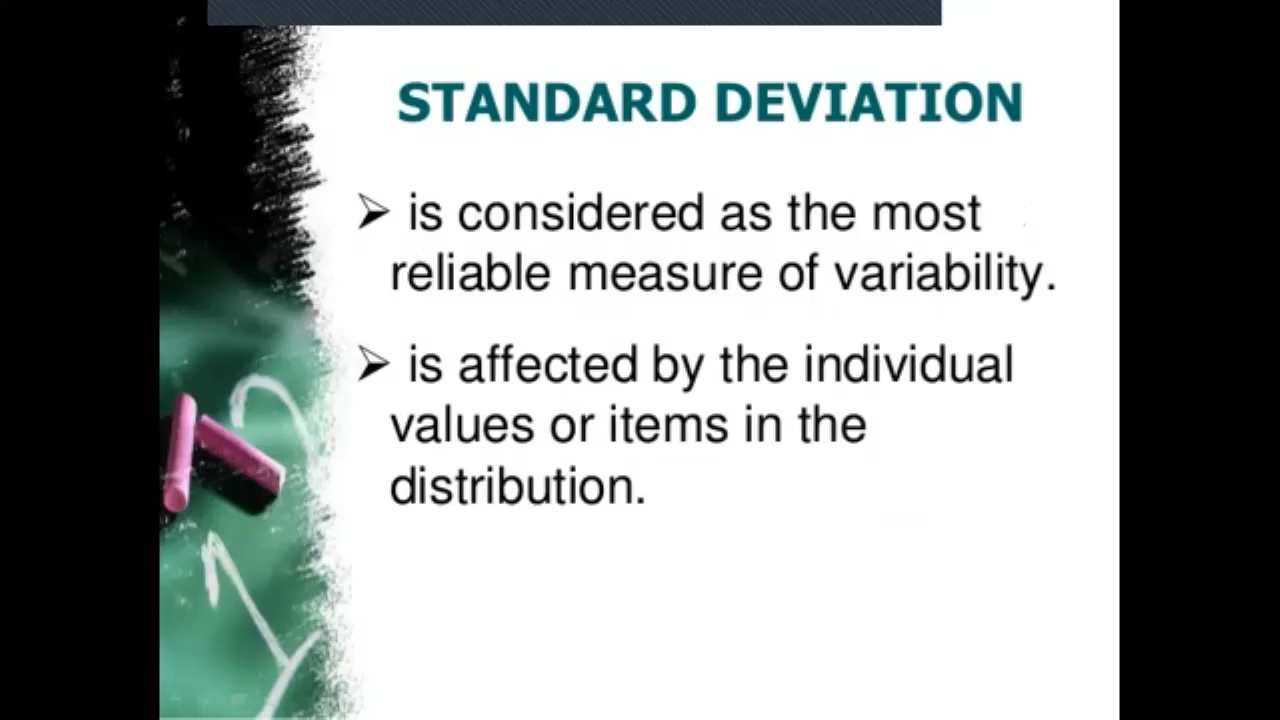 STANDARD DEVIATION
➢ is considered as the most
reliable measure of variability.
➢ is affected by the individual
values or items in the
distribution.